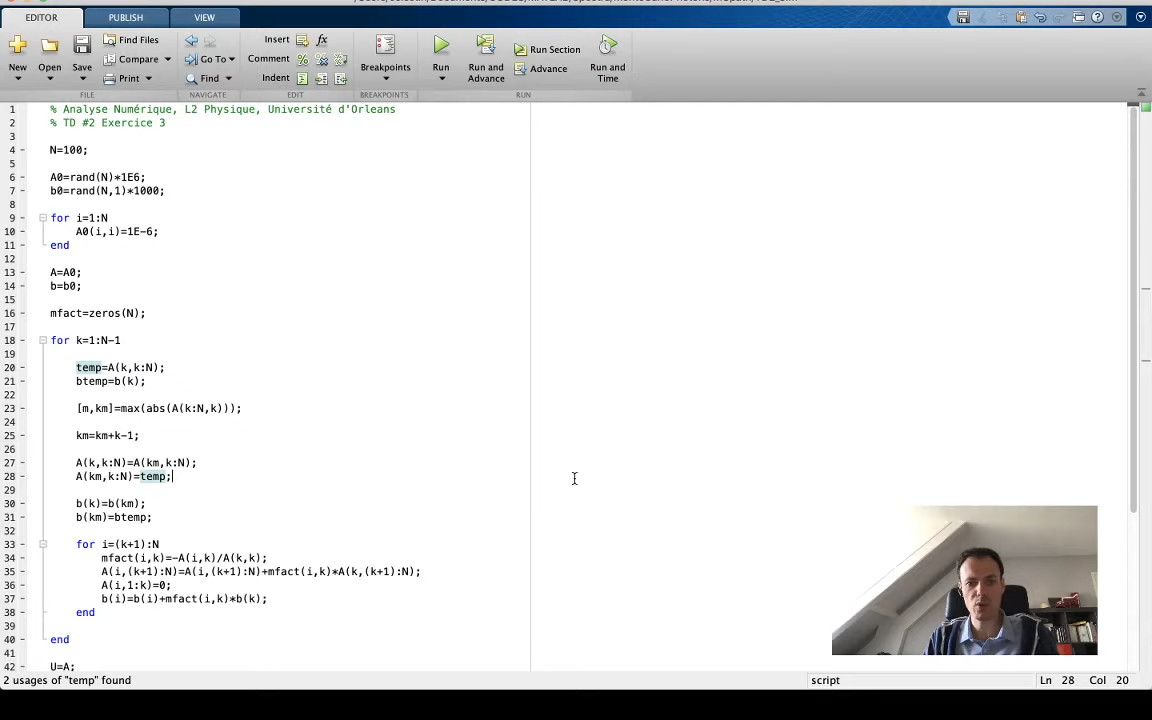 EDITOR PUBLISH VIEW
New Open Save Find Files Compare Print Go To Find Insert Comment Indent fx Breakpoints Run Run and Advance Run Section Advance Run and Time
FILE NAVIGATE EDIT BREAKPOINTS RUN
1 % Analyse Numérique, L2 Physique, Université d'Orleans
2 % TD #2 Exercice 3
3
4 - N=100;
5
6 - A0=rand(N)*1E6;
7 - b0=rand(N,1)*1000;
8
9 - for i=1:N
10 - A0(i,i)=1E-6;
11 - end
12
13 - A=A0;
14 - b=b0;
15
16 - mfact=zeros(N);
17
18 - for k=1:N-1
19
20 - temp=A(k,k:N);
21 - btemp=b(k);
22
23 - [m,km]=max(abs(A(k:N,k)));
24
25 - km=km+k-1;
26
27 - A(k,k:N)=A(km,k:N);
28 - A(km,k:N)=temp;
29
30 - b(k)=b(km);
31 - b(km)=btemp;
32
33 - for i=(k+1):N
34 - mfact(i,k)=-A(i,k)/A(k,k);
35 - A(i,(k+1):N)=A(i,(k+1):N)+mfact(i,k)*A(k,(k+1):N);
36 - A(i,1:k)=0;
37 - b(i)=b(i)+mfact(i,k)*b(k);
38 - end
39
40 - end
41
42 - U=A;
2 usages of "temp" found script Ln 28 Col 20